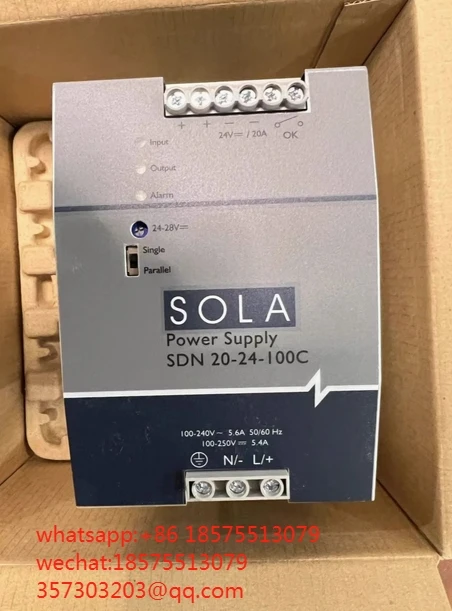 + + − − OK
24V⎓ / 20A
Input
Output
Alarm
24-28V⎓
Single
Parallel
SOLA
Power Supply
SDN 20-24-100C
100-240V~ 5.6A 50/60 Hz
100-250V⎓ 5.4A
N/- L/+
whatsapp:+86 18575513079
wechat:18575513079
357303203@qq.com